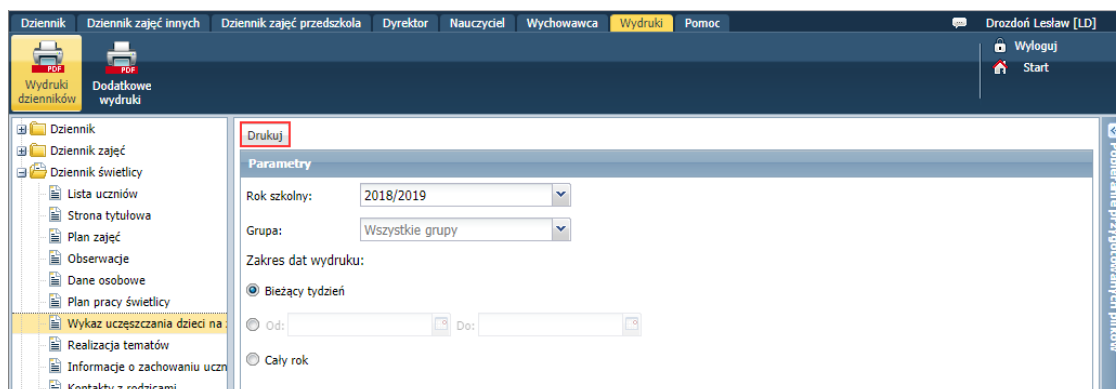 Dziennik Dziennik zajęć innych Dziennik zajęć przedszkola Dyrektor Nauczyciel Wychowawca Wydruki Pomoc Drozdoń Lesław [LD]
PDF
Wydruki
dzienników
PDF
Dodatkowe
wydruki
Wyloguj
Start
Dziennik
Dziennik zajęć
Dziennik świetlicy
Lista uczniów
Strona tytułowa
Plan zajęć
Obserwacje
Dane osobowe
Plan pracy świetlicy
Wykaz uczęszczania dzieci na
Realizacja tematów
Informacje o zachowaniu uczn
Kontakty z rodzicami
Drukuj
Parametry
Rok szkolny: 2018/2019
Grupa: Wszystkie grupy
Zakres dat wydruku:
Bieżący tydzień
Od: Do:
Cały rok
Pobieranie przygotowanych plików